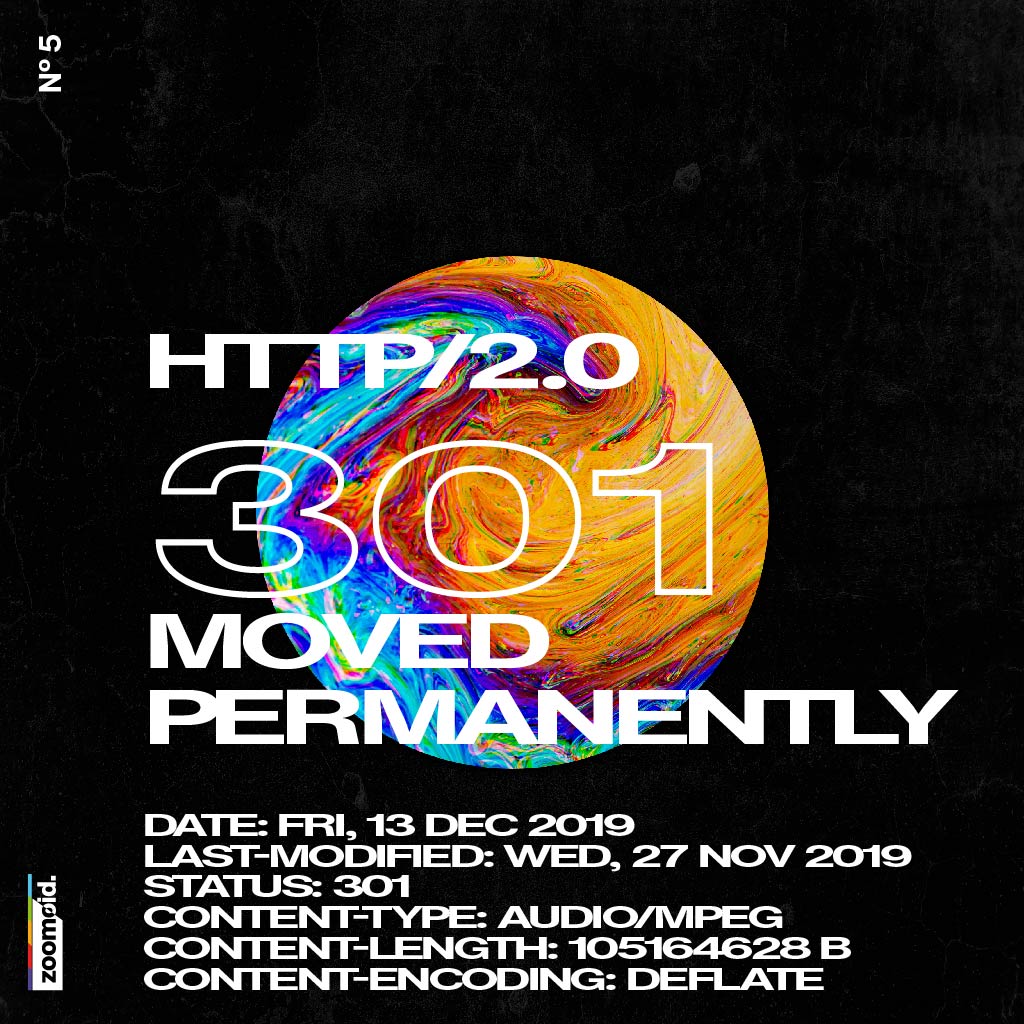 Nº 5
HTTP/2.0
301
MOVED
PERMANENTLY
DATE: FRI, 13 DEC 2019
LAST-MODIFIED: WED, 27 NOV 2019
STATUS: 301
CONTENT-TYPE: AUDIO/MPEG
CONTENT-LENGTH: 105164628 B
CONTENT-ENCODING: DEFLATE
zoomøid.